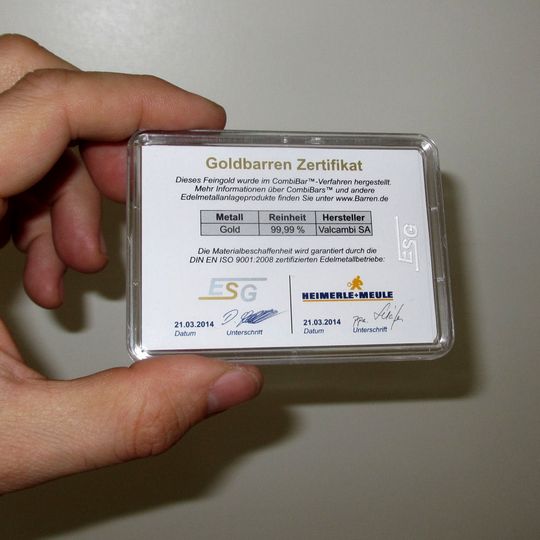 Goldbarren Zertifikat
Dieses Feingold wurde im CombiBar™-Verfahren hergestellt.
Mehr Informationen über CombiBars™ und andere
Edelmetallanlageprodukte finden Sie unter www.Barren.de
Metall Reinheit Hersteller
Gold 99,99 % Valcambi SA
Die Materialbeschaffenheit wird garantiert durch die
DIN EN ISO 9001:2008 zertifizierten Edelmetallbetriebe:
ESG
ESG
HEIMERLE+MEULE
21.03.2014
Datum Unterschrift
21.03.2014 ppa.
Datum Unterschrift